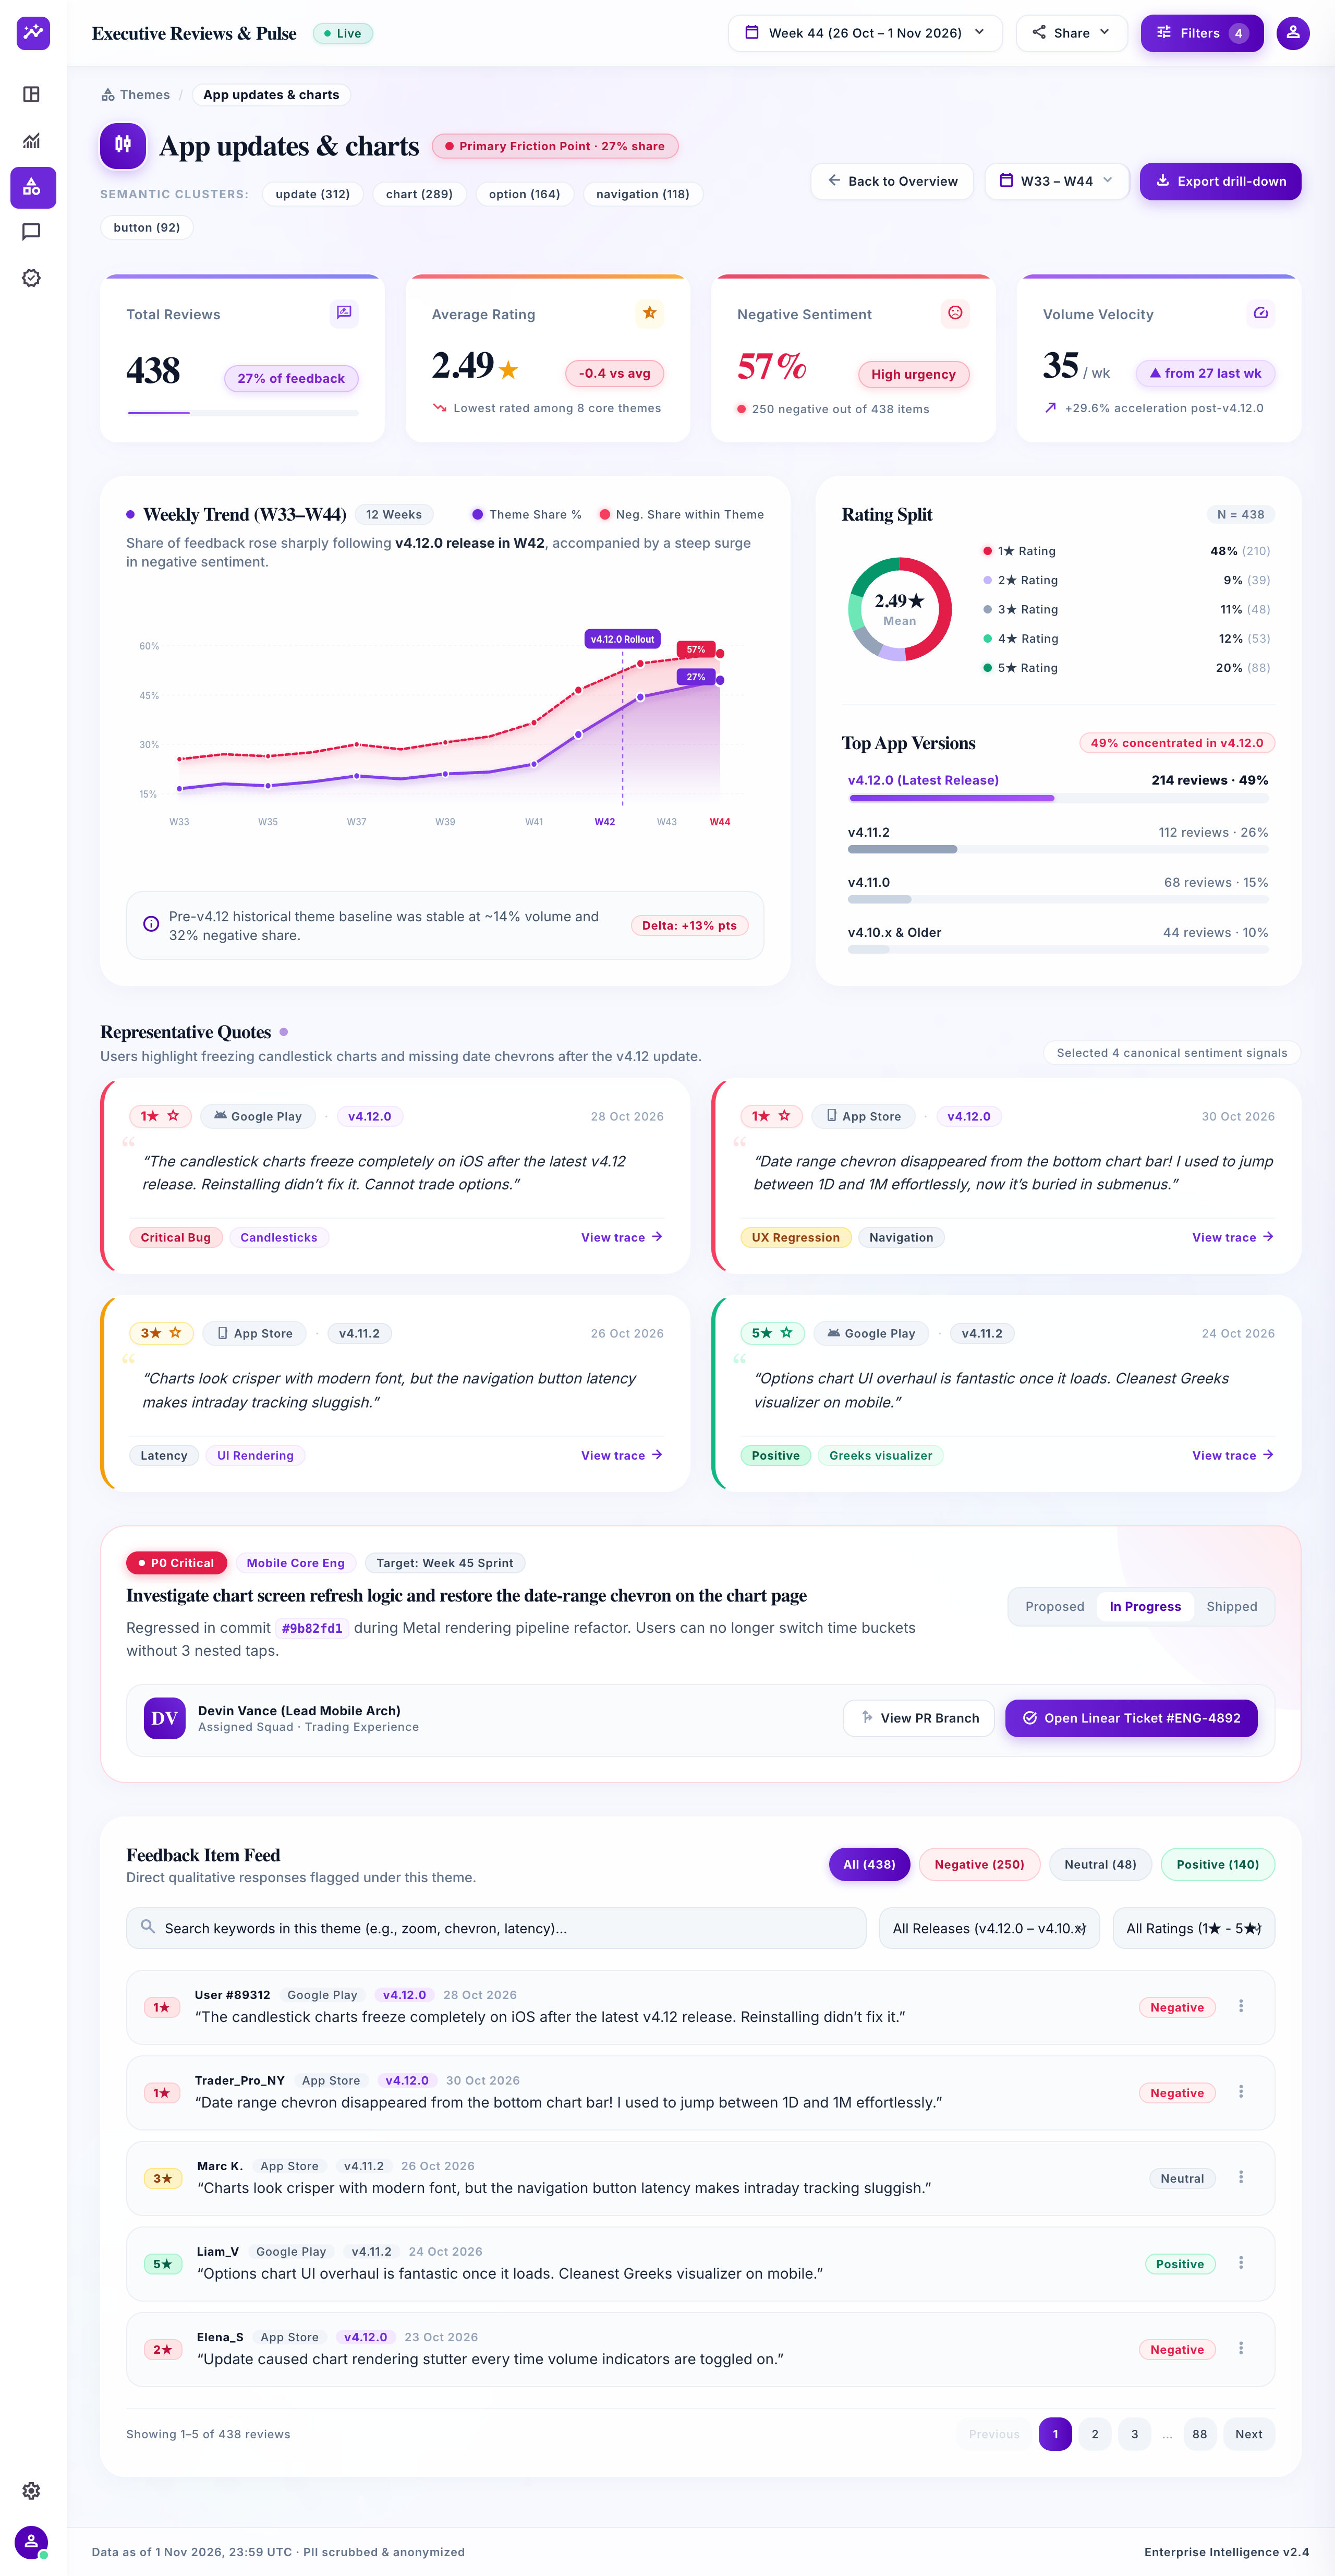 Executive Reviews & Pulse
Live
Week 44 (26 Oct – 1 Nov 2026)
Share
Filters 4
Themes / App updates & charts
App updates & charts
Primary Friction Point · 27% share
SEMANTIC CLUSTERS: update (312) chart (289) option (164) navigation (118)
button (92)
Back to Overview
W33 – W44
Export drill-down
Total Reviews
438
27% of feedback
Average Rating
2.49★
-0.4 vs avg
Lowest rated among 8 core themes
Negative Sentiment
57%
High urgency
250 negative out of 438 items
Volume Velocity
35 / wk
▲ from 27 last wk
+29.6% acceleration post-v4.12.0
Weekly Trend (W33–W44)
12 Weeks
Theme Share %
Neg. Share within Theme
Share of feedback rose sharply following v4.12.0 release in W42, accompanied by a steep surge
in negative sentiment.
60%
45%
30%
15%
v4.12.0 Rollout
57%
27%
W33 W35 W37 W39 W41 W42 W43 W44
Pre-v4.12 historical theme baseline was stable at ~14% volume and
32% negative share.
Delta: +13% pts
Rating Split
N = 438
2.49★
Mean
1★ Rating 48% (210)
2★ Rating 9% (39)
3★ Rating 11% (48)
4★ Rating 12% (53)
5★ Rating 20% (88)
Top App Versions
49% concentrated in v4.12.0
v4.12.0 (Latest Release) 214 reviews · 49%
v4.11.2 112 reviews · 26%
v4.11.0 68 reviews · 15%
v4.10.x & Older 44 reviews · 10%
Representative Quotes
Users highlight freezing candlestick charts and missing date chevrons after the v4.12 update.
Selected 4 canonical sentiment signals
1★ Google Play · v4.12.0 28 Oct 2026
“The candlestick charts freeze completely on iOS after the latest v4.12
release. Reinstalling didn’t fix it. Cannot trade options.”
Critical Bug Candlesticks View trace
1★ App Store · v4.12.0 30 Oct 2026
“Date range chevron disappeared from the bottom chart bar! I used to jump
between 1D and 1M effortlessly, now it’s buried in submenus.”
UX Regression Navigation View trace
3★ App Store · v4.11.2 26 Oct 2026
“Charts look crisper with modern font, but the navigation button latency
makes intraday tracking sluggish.”
Latency UI Rendering View trace
5★ Google Play · v4.11.2 24 Oct 2026
“Options chart UI overhaul is fantastic once it loads. Cleanest Greeks
visualizer on mobile.”
Positive Greeks visualizer View trace
P0 Critical Mobile Core Eng Target: Week 45 Sprint
Investigate chart screen refresh logic and restore the date-range chevron on the chart page
Regressed in commit #9b82fd1 during Metal rendering pipeline refactor. Users can no longer switch time buckets
without 3 nested taps.
Proposed In Progress Shipped
DV
Devin Vance (Lead Mobile Arch)
Assigned Squad · Trading Experience
View PR Branch
Open Linear Ticket #ENG-4892
Feedback Item Feed
Direct qualitative responses flagged under this theme.
All (438) Negative (250) Neutral (48) Positive (140)
Search keywords in this theme (e.g., zoom, chevron, latency)...
All Releases (v4.12.0 – v4.10.x)
All Ratings (1★ - 5★)
1★ User #89312 Google Play v4.12.0 28 Oct 2026
“The candlestick charts freeze completely on iOS after the latest v4.12 release. Reinstalling didn’t fix it.”
Negative
1★ Trader_Pro_NY App Store v4.12.0 30 Oct 2026
“Date range chevron disappeared from the bottom chart bar! I used to jump between 1D and 1M effortlessly.”
Negative
3★ Marc K. App Store v4.11.2 26 Oct 2026
“Charts look crisper with modern font, but the navigation button latency makes intraday tracking sluggish.”
Neutral
5★ Liam_V Google Play v4.11.2 24 Oct 2026
“Options chart UI overhaul is fantastic once it loads. Cleanest Greeks visualizer on mobile.”
Positive
2★ Elena_S App Store v4.12.0 23 Oct 2026
“Update caused chart rendering stutter every time volume indicators are toggled on.”
Negative
Showing 1–5 of 438 reviews
Previous 1 2 3 ... 88 Next
Data as of 1 Nov 2026, 23:59 UTC · PII scrubbed & anonymized
Enterprise Intelligence v2.4